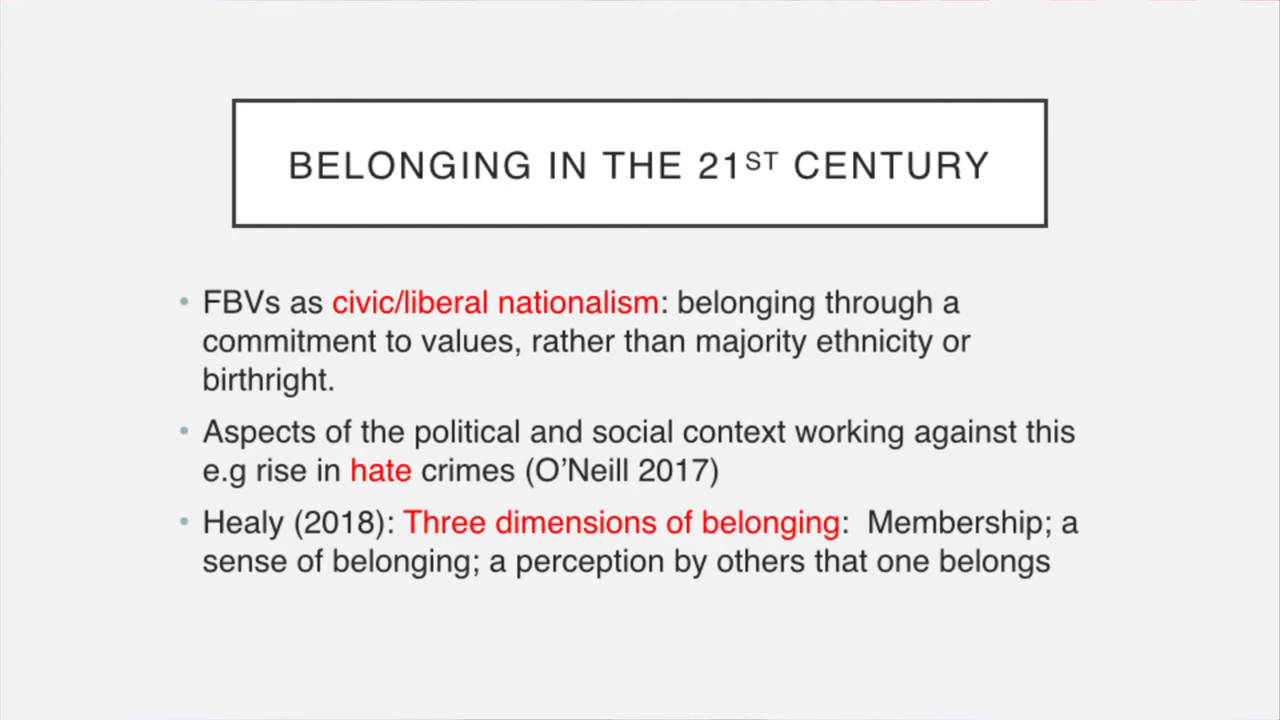 BELONGING IN THE 21ST CENTURY
• FBVs as civic/liberal nationalism: belonging through a
commitment to values, rather than majority ethnicity or
birthright.
• Aspects of the political and social context working against this
e.g rise in hate crimes (O’Neill 2017)
• Healy (2018): Three dimensions of belonging:  Membership; a
sense of belonging; a perception by others that one belongs